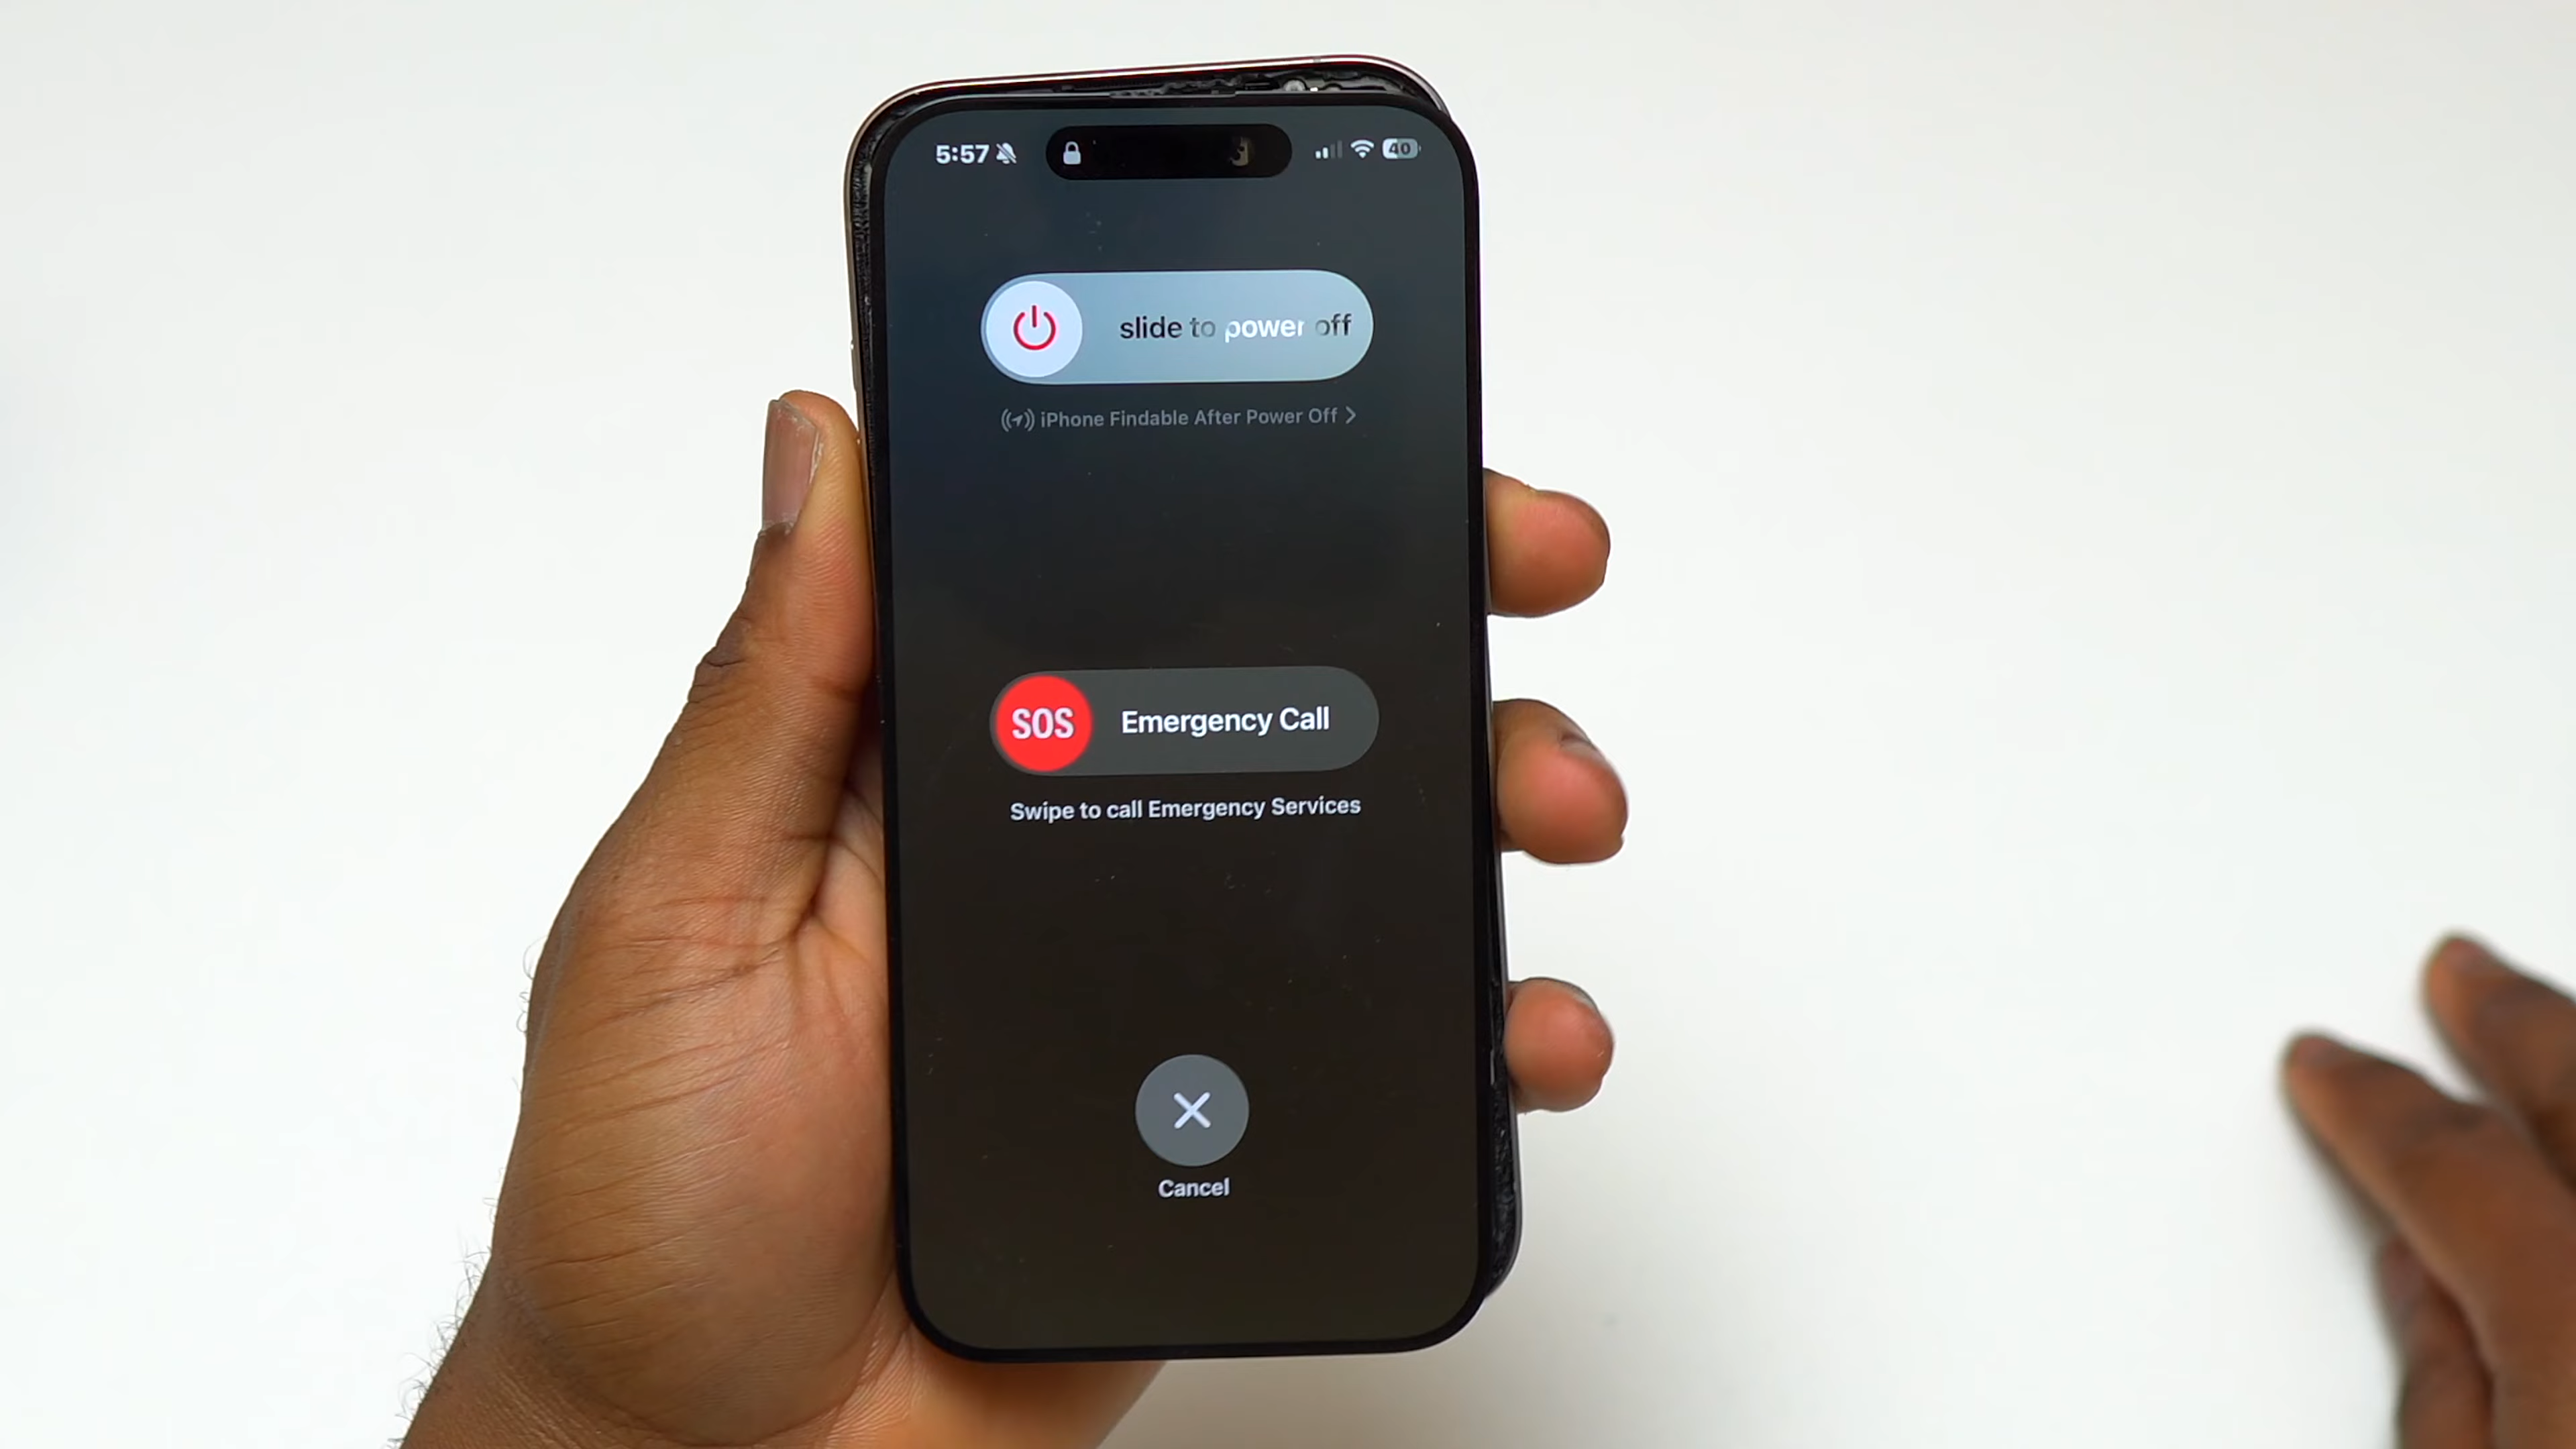 5:57
40
slide to power off
iPhone Findable After Power Off
SOS Emergency Call
Swipe to call Emergency Services
Cancel